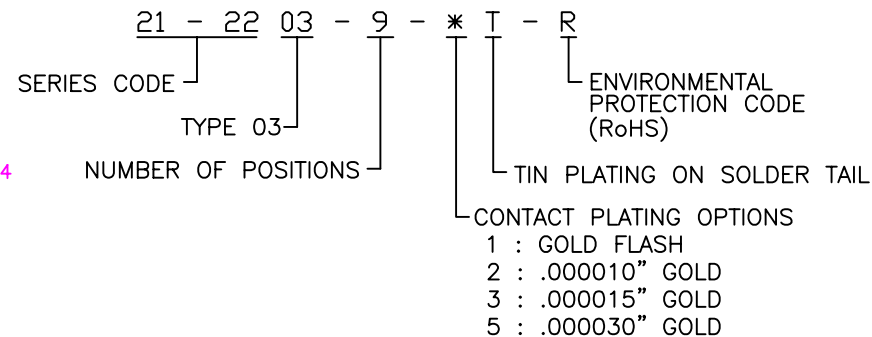 21 - 22 03 - 9 - * T - R
SERIES CODE
ENVIRONMENTAL
PROTECTION CODE
(RoHS)
TYPE 03
4
NUMBER OF POSITIONS
TIN PLATING ON SOLDER TAIL
CONTACT PLATING OPTIONS
1 : GOLD FLASH
2 : .000010" GOLD
3 : .000015" GOLD
5 : .000030" GOLD